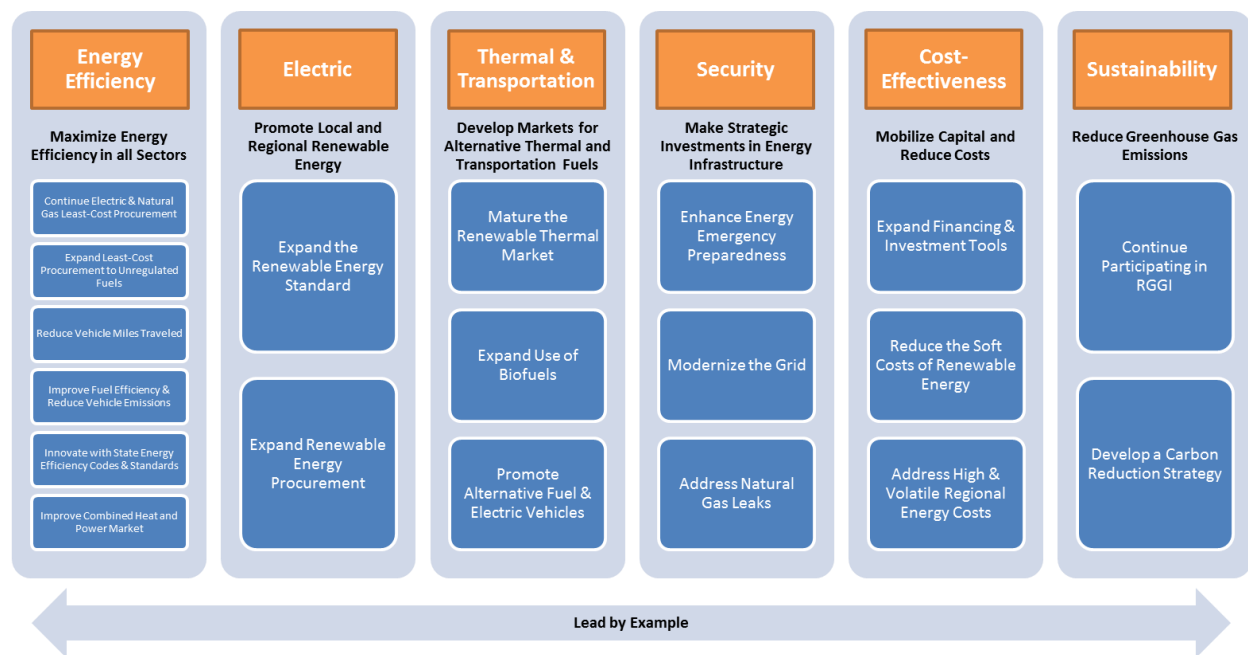 Energy
Efficiency
Maximize Energy
Efficiency in all Sectors
Continue Electric & Natural
Gas Least-Cost Procurement
Expand Least-Cost
Procurement to Unregulated
Fuels
Reduce Vehicle Miles Traveled
Improve Fuel Efficiency &
Reduce Vehicle Emissions
Innovate with State Energy
Efficiency Codes & Standards
Improve Combined Heat and
Power Market
Electric
Promote Local and
Regional Renewable
Energy
Expand the
Renewable Energy
Standard
Expand Renewable
Energy
Procurement
Thermal &
Transportation
Develop Markets for
Alternative Thermal and
Transportation Fuels
Mature the
Renewable Thermal
Market
Expand Use of
Biofuels
Promote
Alternative Fuel &
Electric Vehicles
Security
Make Strategic
Investments in Energy
Infrastructure
Enhance Energy
Emergency
Preparedness
Modernize the Grid
Address Natural
Gas Leaks
Cost-
Effectiveness
Mobilize Capital and
Reduce Costs
Expand Financing &
Investment Tools
Reduce the Soft
Costs of Renewable
Energy
Address High &
Volatile Regional
Energy Costs
Sustainability
Reduce Greenhouse Gas
Emissions
Continue
Participating in
RGGI
Develop a Carbon
Reduction Strategy
Lead by Example